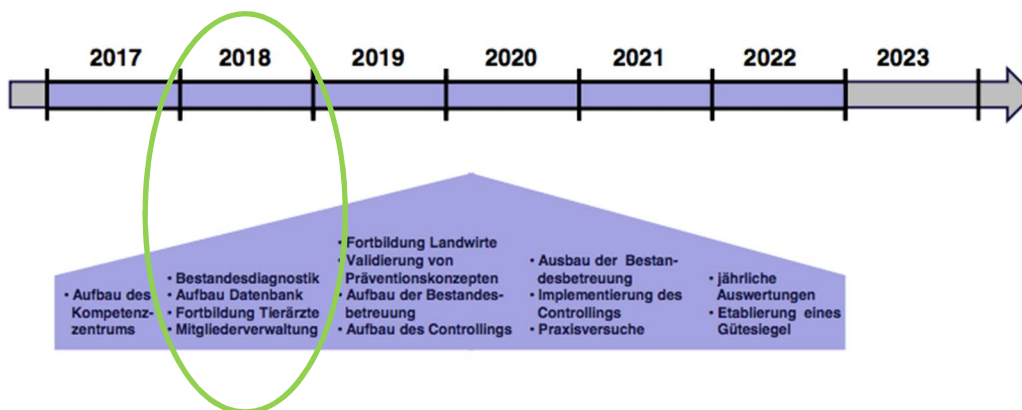 2017 2018 2019 2020 2021 2022 2023
• Aufbau des
Kompetenz-
zentrums
• Bestandesdiagnostik
• Aufbau Datenbank
• Fortbildung Tierärzte
• Mitgliederverwaltung
• Fortbildung Landwirte
• Validierung von
Präventionskonzepten
• Aufbau der Bestandes-
betreuung
• Aufbau des Controllings
• Ausbau der Bestan-
desbetreuung
• Implementierung des
Controllings
• Praxisversuche
• jährliche
Auswertungen
• Etablierung eines
Gütesiegel